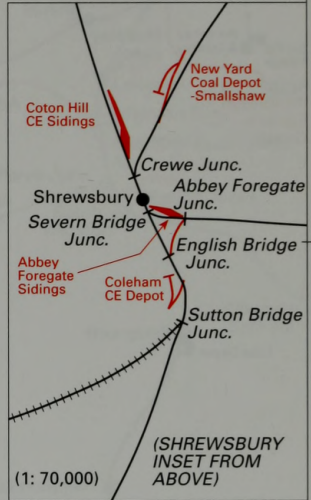 New Yard
Coal Depot
-Smallshaw
Coton Hill
CE Sidings
Crewe Junc.
Abbey Foregate
Junc.
Shrewsbury
Severn Bridge
Junc.
English Bridge
Junc.
Abbey
Foregate
Sidings
Coleham
CE Depot
Sutton Bridge
Junc.
(SHREWSBURY
INSET FROM
ABOVE)
(1: 70,000)